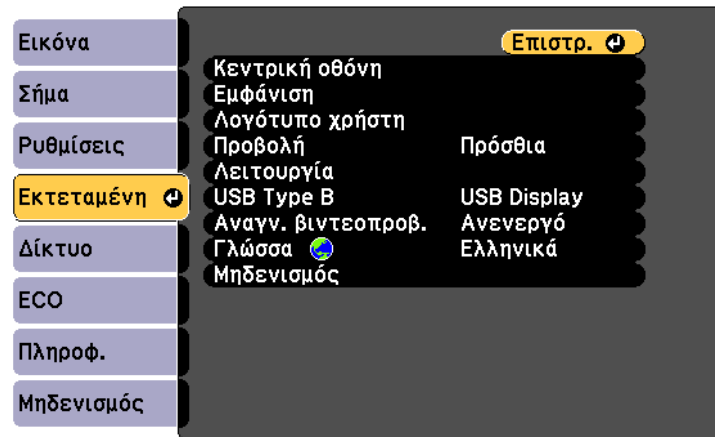 Εικόνα
Σήμα
Ρυθμίσεις
Εκτεταμένη
Δίκτυο
ECO
Πληροφ.
Μηδενισμός
Επιστρ.
Κεντρική οθόνη
Εμφάνιση
Λογότυπο χρήστη
Προβολή Πρόσθια
Λειτουργία
USB Type B USB Display
Αναγν. βιντεοπροβ. Ανενεργό
Γλώσσα Ελληνικά
Μηδενισμός